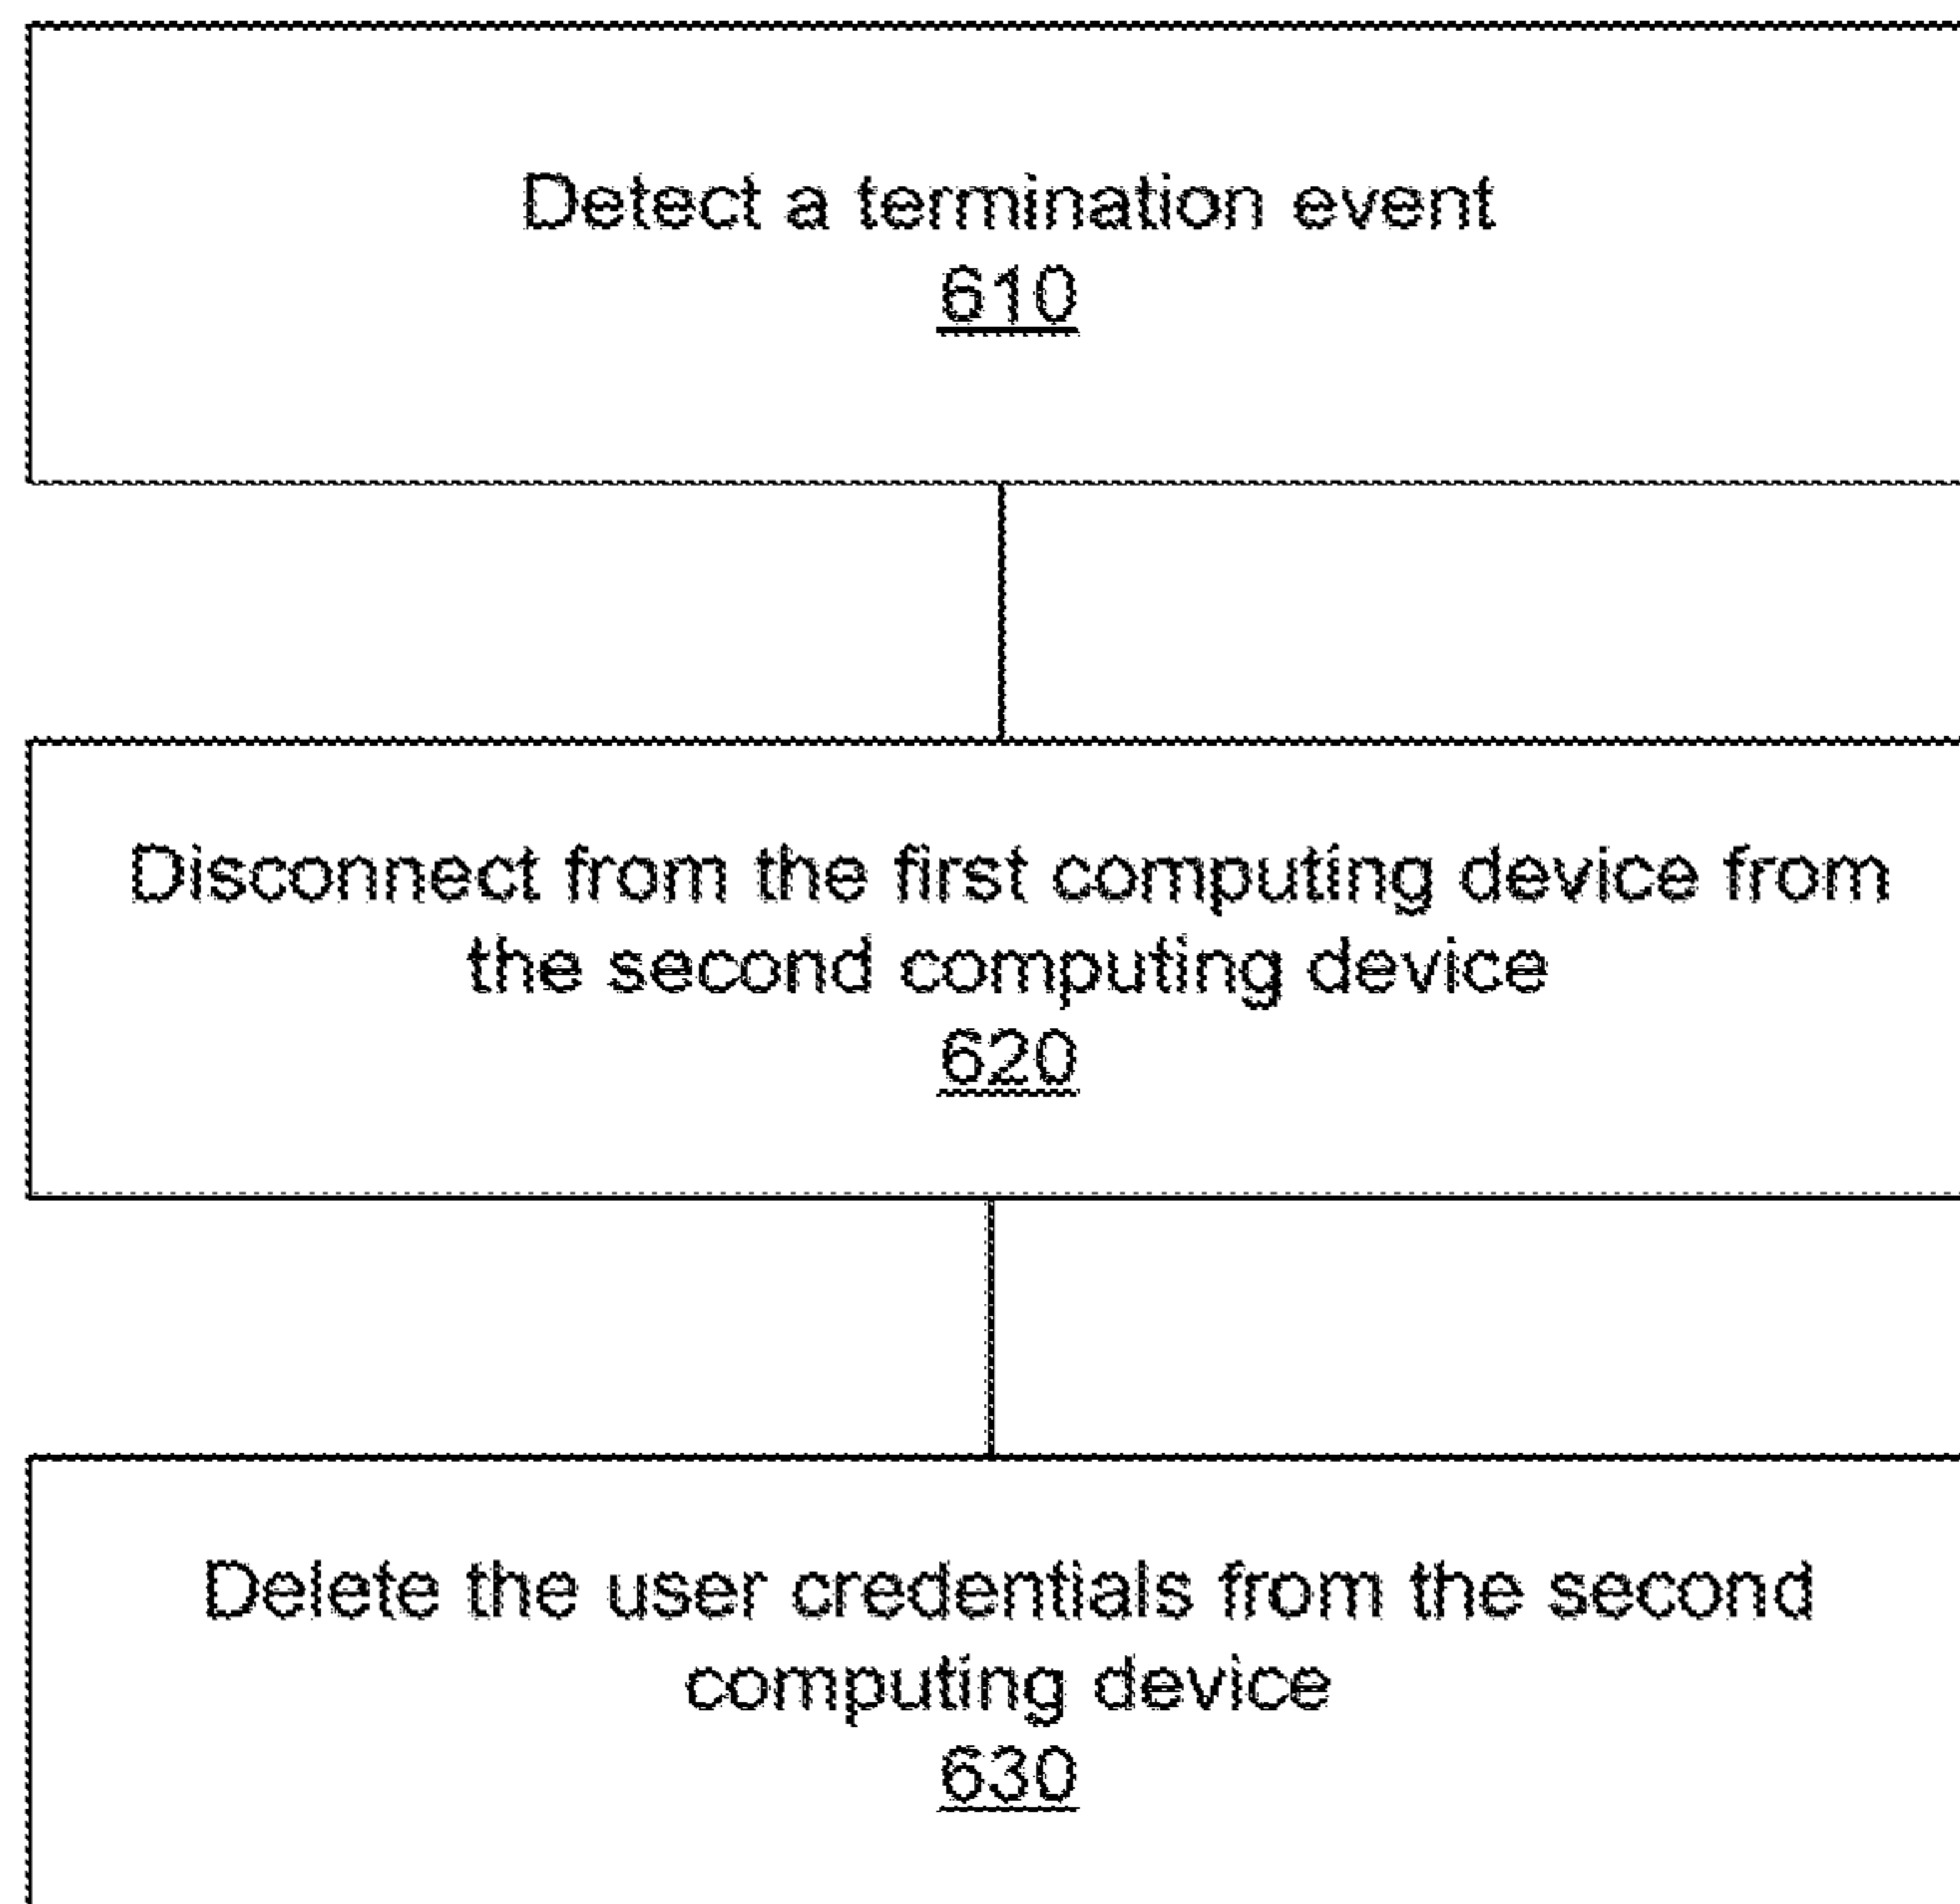 Detect a termination event
610
Disconnect from the first computing device from
the second computing device
620
Delete the user credentials from the second
computing device
630